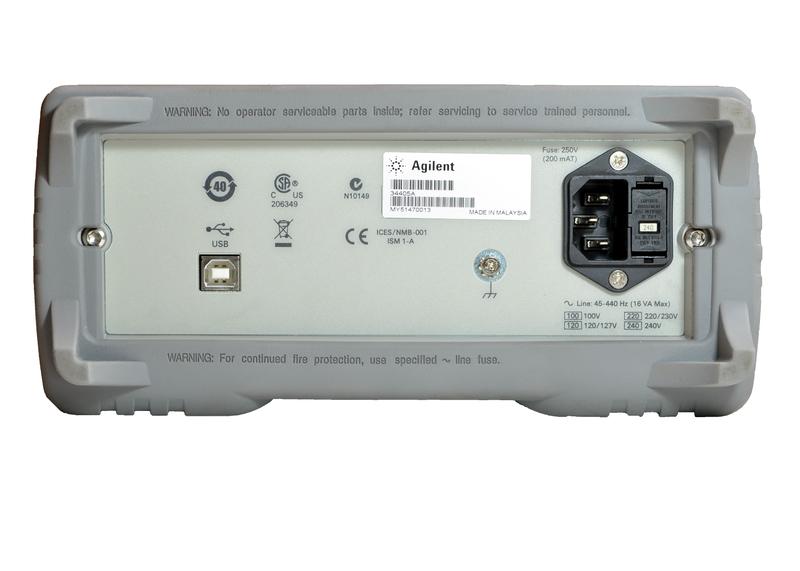 WARNING: No operator serviceable parts inside; refer servicing to service trained personnel.
Fuse: 250V
(200 mAT)
Agilent
34405A
MY51470013
MADE IN MALAYSIA
40
SA ®
C US
206349
N10149
USB
CE
ICES/NMB-001
ISM 1-A
240
~ Line: 45-440 Hz (16 VA Max)
100 100V 220 220/230V
120 120/127V 240 240V
WARNING: For continued fire protection, use specified ~ line fuse.